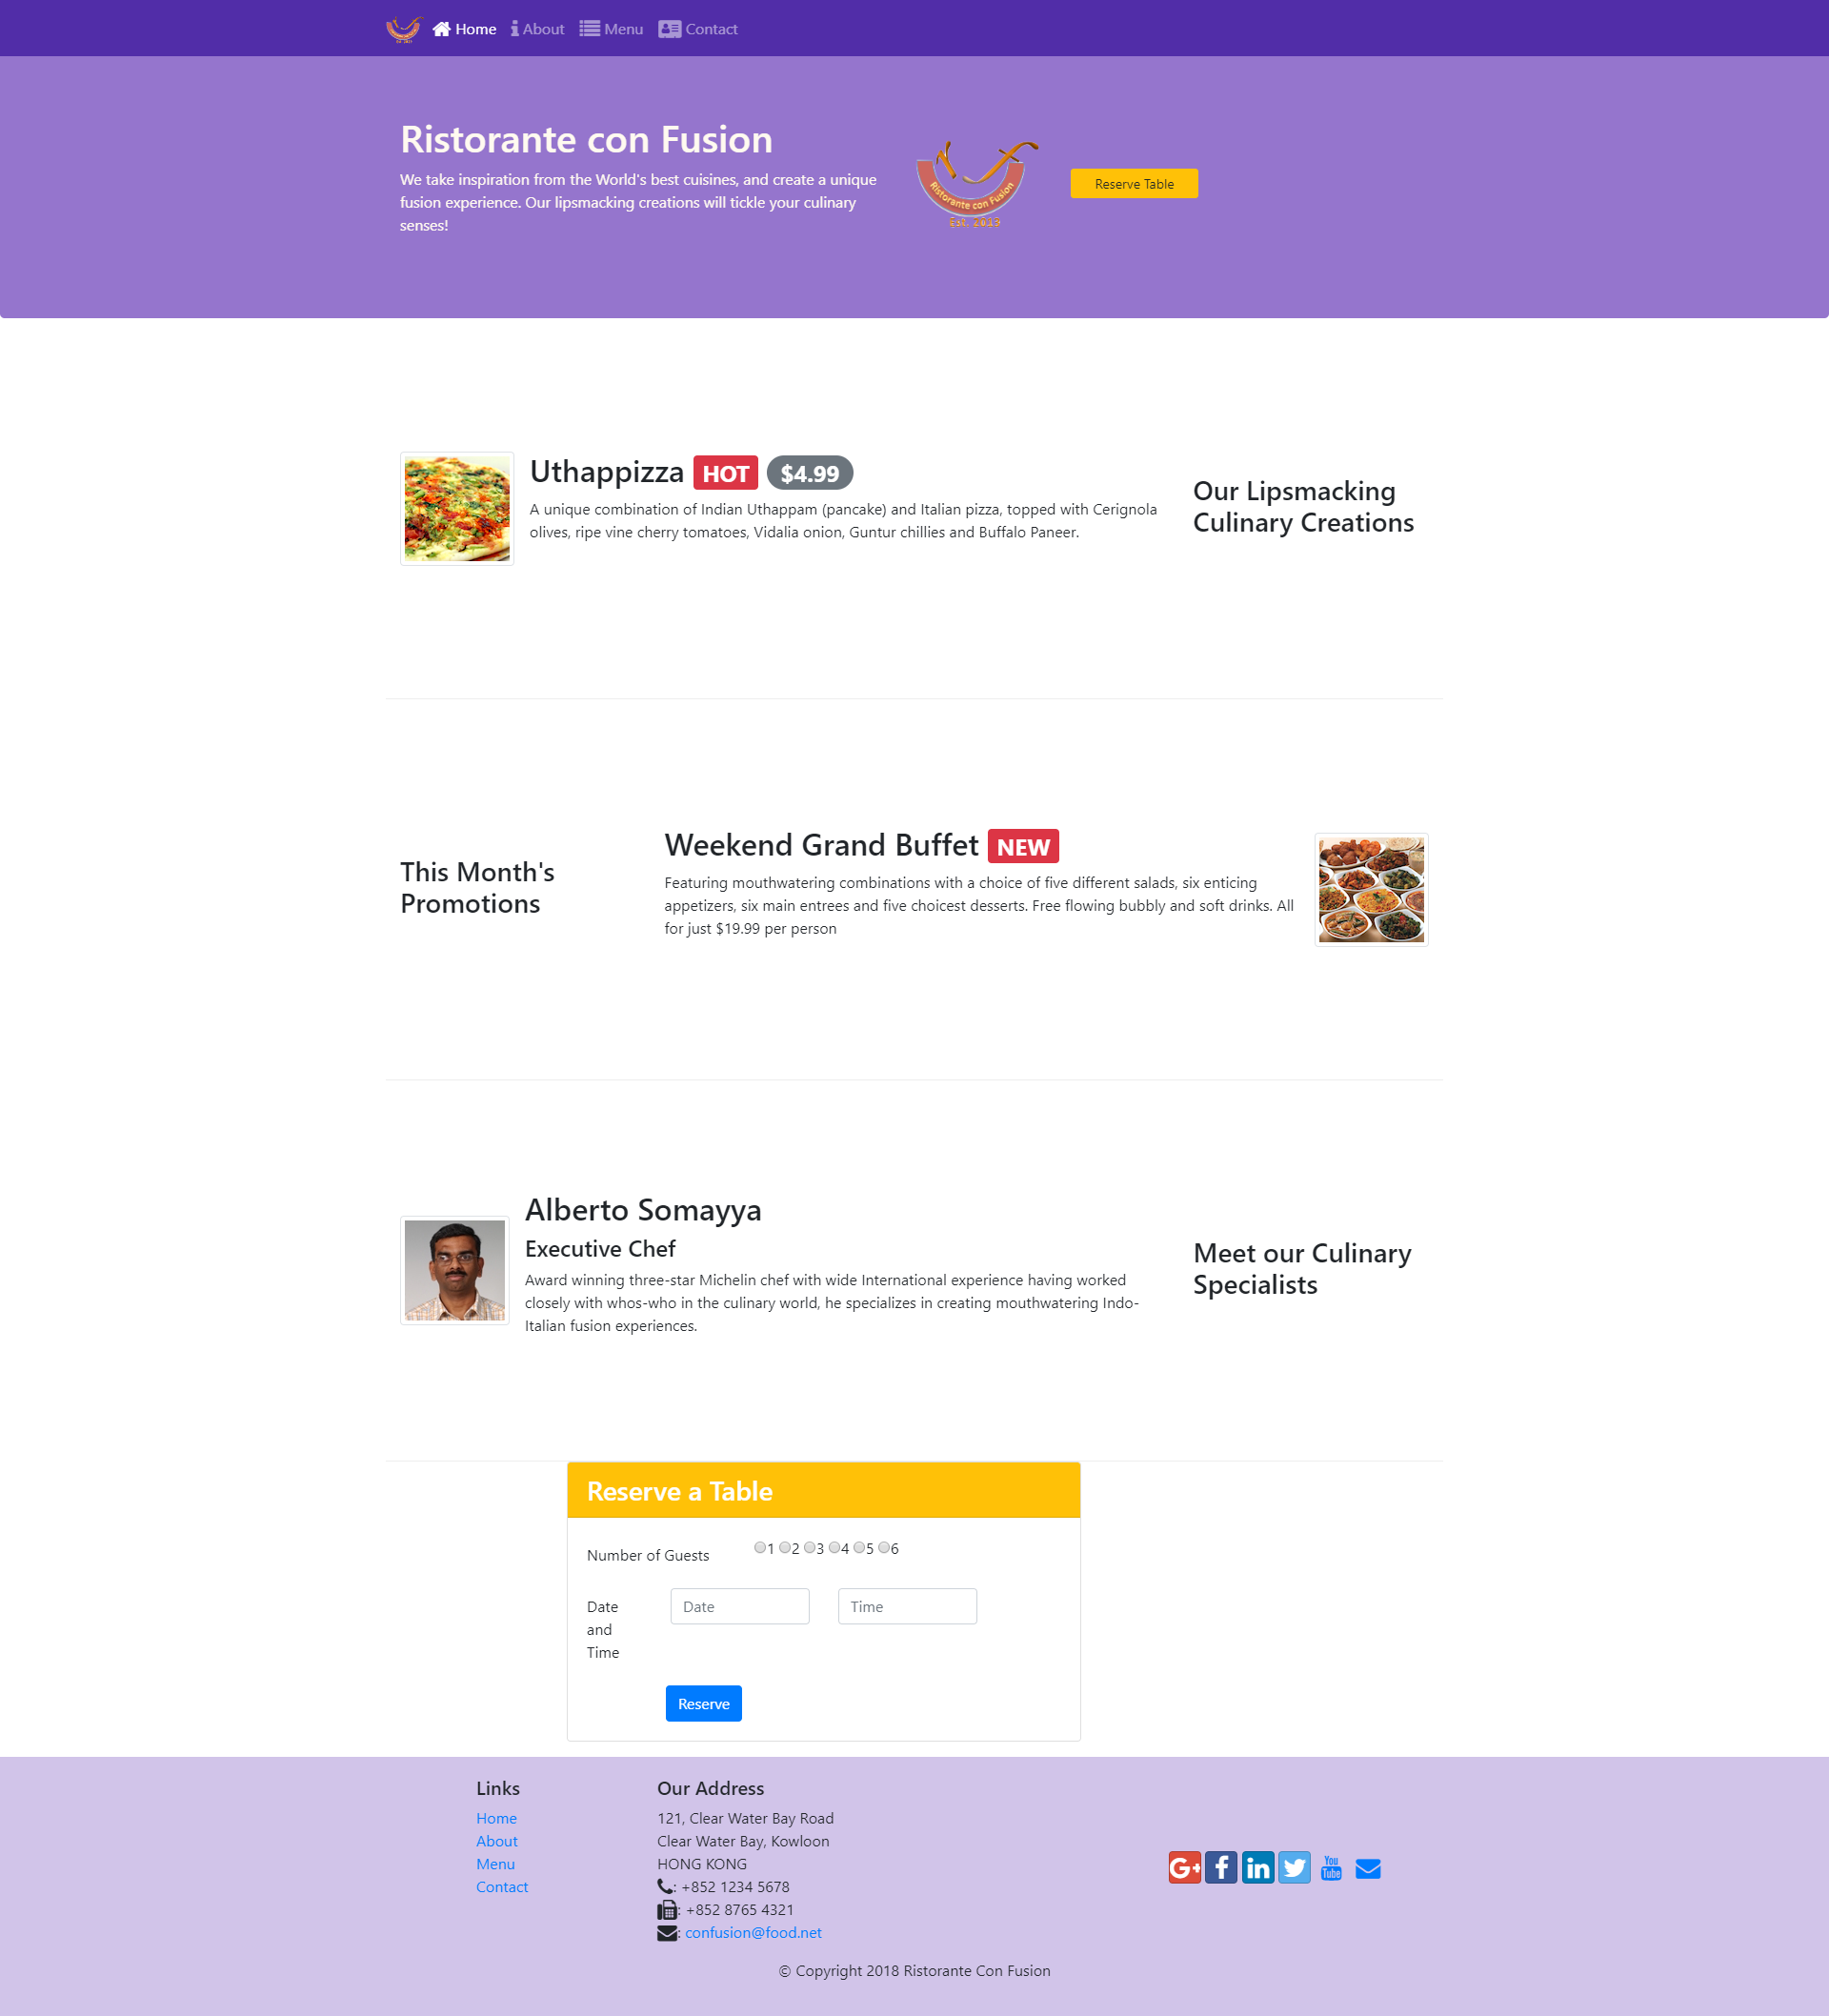 Home About Menu Contact
Ristorante con Fusion
We take inspiration from the World's best cuisines, and create a unique
fusion experience. Our lipsmacking creations will tickle your culinary
senses!
Ristorante con Fusion
Est. 2013
Reserve Table
Uthappizza HOT $4.99
A unique combination of Indian Uthappam (pancake) and Italian pizza, topped with Cerignola
olives, ripe vine cherry tomatoes, Vidalia onion, Guntur chillies and Buffalo Paneer.
Our Lipsmacking
Culinary Creations
This Month's
Promotions
Weekend Grand Buffet NEW
Featuring mouthwatering combinations with a choice of five different salads, six enticing
appetizers, six main entrees and five choicest desserts. Free flowing bubbly and soft drinks. All
for just $19.99 per person
Alberto Somayya
Executive Chef
Award winning three-star Michelin chef with wide International experience having worked
closely with whos-who in the culinary world, he specializes in creating mouthwatering Indo-
Italian fusion experiences.
Meet our Culinary
Specialists
Reserve a Table
Number of Guests
1 2 3 4 5 6
Date
and
Time
Date
Time
Reserve
Links
Home
About
Menu
Contact
Our Address
121, Clear Water Bay Road
Clear Water Bay, Kowloon
HONG KONG
: +852 1234 5678
: +852 8765 4321
: confusion@food.net
G+ f in You Tube
© Copyright 2018 Ristorante Con Fusion